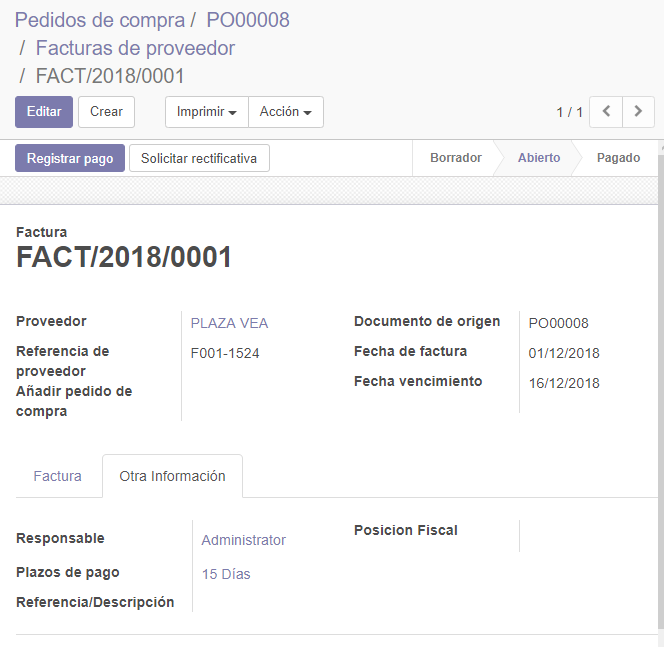 Pedidos de compra / PO00008
/ Facturas de proveedor
/ FACT/2018/0001
Editar Crear Imprimir Acción 1 / 1
Registrar pago Solicitar rectificativa Borrador Abierto Pagado
Factura
FACT/2018/0001
Proveedor PLAZA VEA Documento de origen PO00008
Referencia de proveedor F001-1524 Fecha de factura 01/12/2018
Añadir pedido de compra Fecha vencimiento 16/12/2018
Factura Otra Información
Responsable Administrator Posicion Fiscal
Plazos de pago 15 Días
Referencia/Descripción